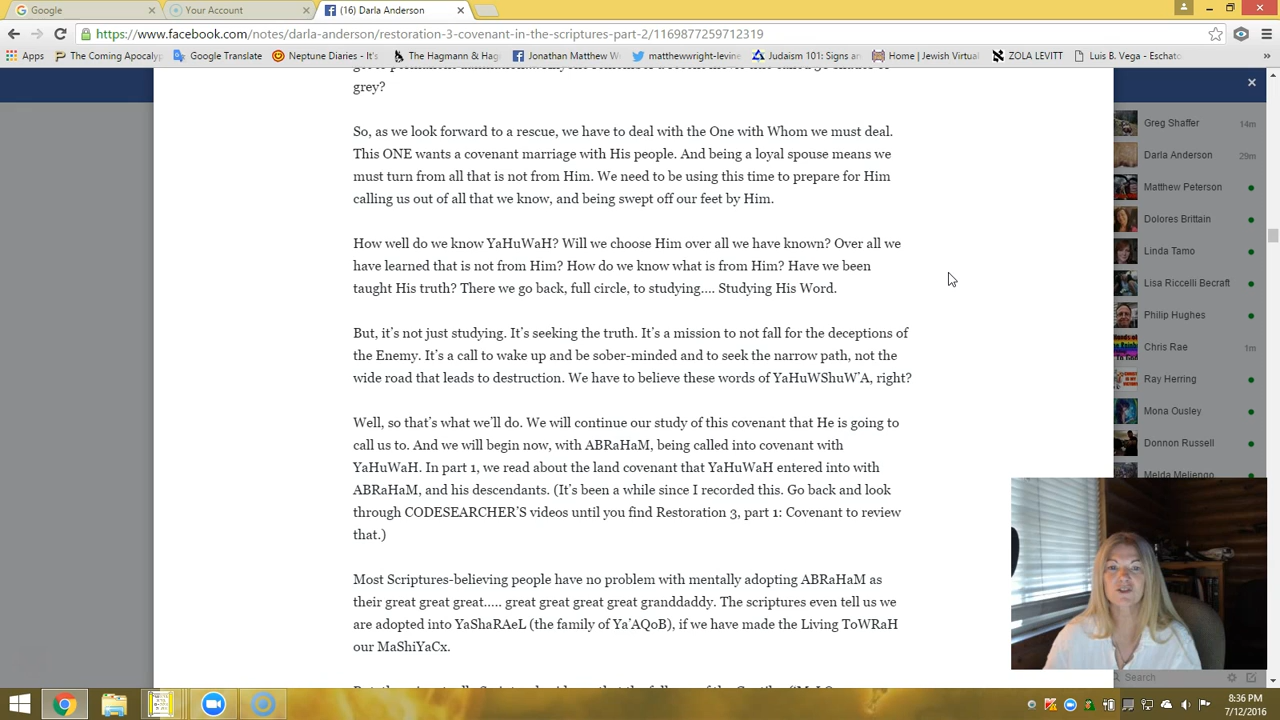 Google
Your Account
(16) Darla Anderson
https://www.facebook.com/notes/darla-anderson/restoration-3-covenant-in-the-scriptures-part-2/1169877259712319
Apps
The Coming Apocalyp
The Hagmann & Hag
Google Translate
Neptune Diaries : His
Jonathan Matthew W
matthewwright-levine
Judaism 101: Signs an
Home | Jewish Virtual
ZOLA LEVITT
Luis B. Vega - Eschato
grey?
So, as we look forward to a rescue, we have to deal with the One with Whom we must deal.
This ONE wants a covenant marriage with His people. And being a loyal spouse means we
must turn from all that is not from Him. We need to be using this time to prepare for Him
calling us out of all that we know, and being swept off our feet by Him.
How well do we know YaHuWaH? Will we choose Him over all we have known? Over all we
have learned that is not from Him? How do we know what is from Him? Have we been
taught His truth? There we go back, full circle, to studying.... Studying His Word.
But, it's not just studying. It's seeking the truth. It's a mission to not fall for the deceptions of
the Enemy. It's a call to wake up and be sober-minded and to seek the narrow path, not the
wide road that leads to destruction. We have to believe these words of YaHuWShuW'A, right?
Well, so that's what we'll do. We will continue our study of this covenant that He is going to
call us to. And we will begin now, with ABRaHaM, being called into covenant with
YaHuWaH. In part 1, we read about the land covenant that YaHuWaH entered into with
ABRaHaM, and his descendants. (It's been a while since I recorded this. Go back and look
through CODESEARCHER'S videos until you find Restoration 3, part 1: Covenant to review
that.)
Most Scriptures-believing people have no problem with mentally adopting ABRaHaM as
their great great great..... great great great great granddaddy. The scriptures even tell us we
are adopted into YaShaRAeL (the family of Ya'AQoB), if we have made the Living ToWRaH
our MaShiYaCx.
Greg Shaffer 14m
Darla Anderson 29m
Matthew Peterson
Dolores Brittain
Linda Tamo
Lisa Riccelli Becraft
Philip Hughes
Chris Rae 1m
Ray Herring
Mona Ousley
Donnon Russell
Melda Meliengo
Search
8:36 PM
7/12/2016